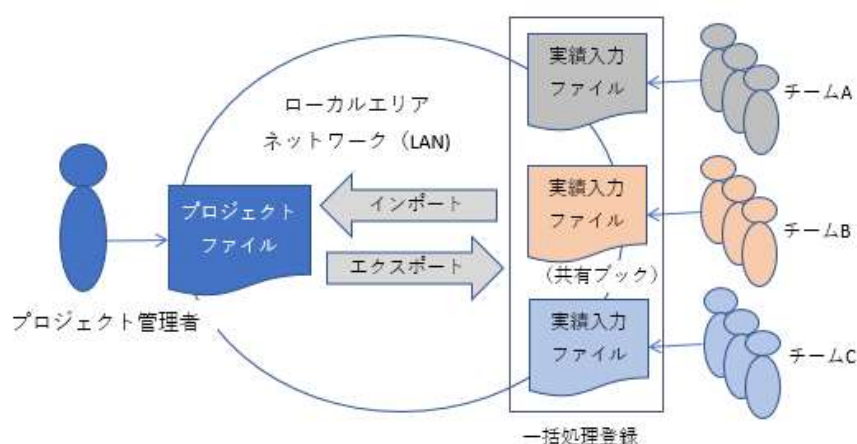 ローカルエリア
ネットワーク（LAN)
プロジェクト
ファイル
プロジェクト管理者
インポート
エクスポート
実績入力
ファイル
チームA
実績入力
ファイル
（共有ブック）
チームB
実績入力
ファイル
チームC
一括処理登録